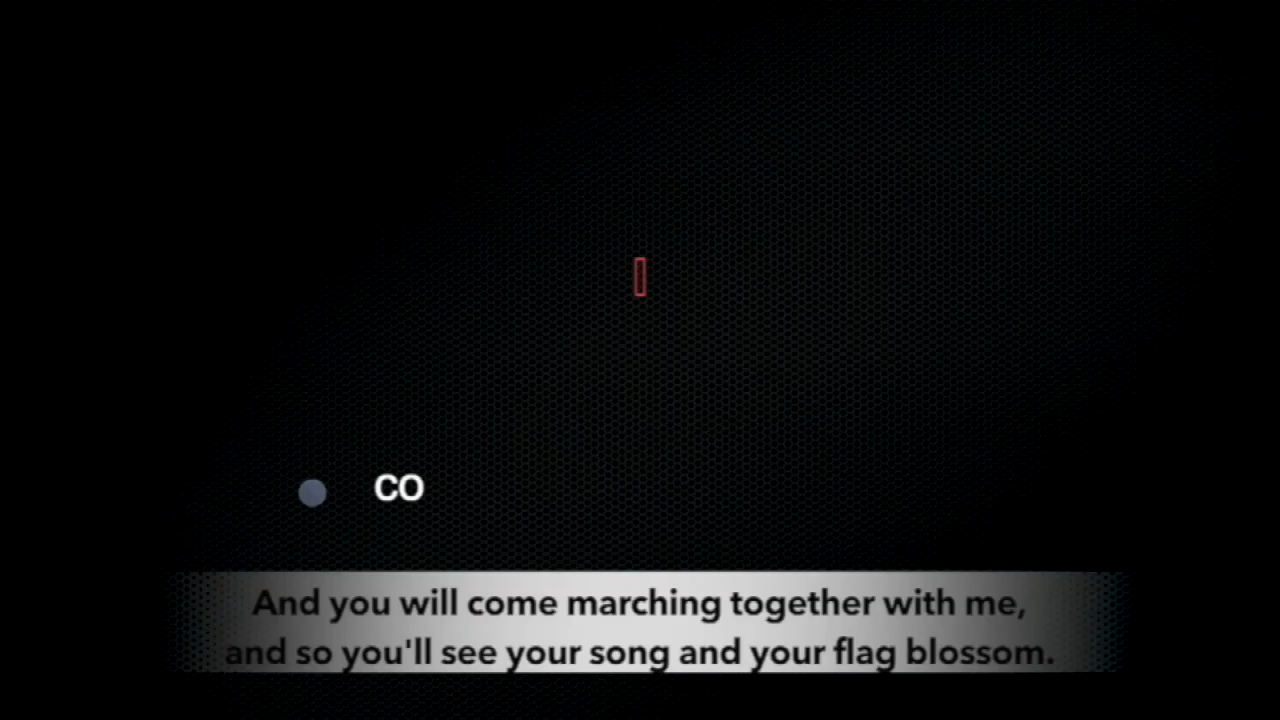 CO
And you will come marching together with me,
and so you'll see your song and your flag blossom.